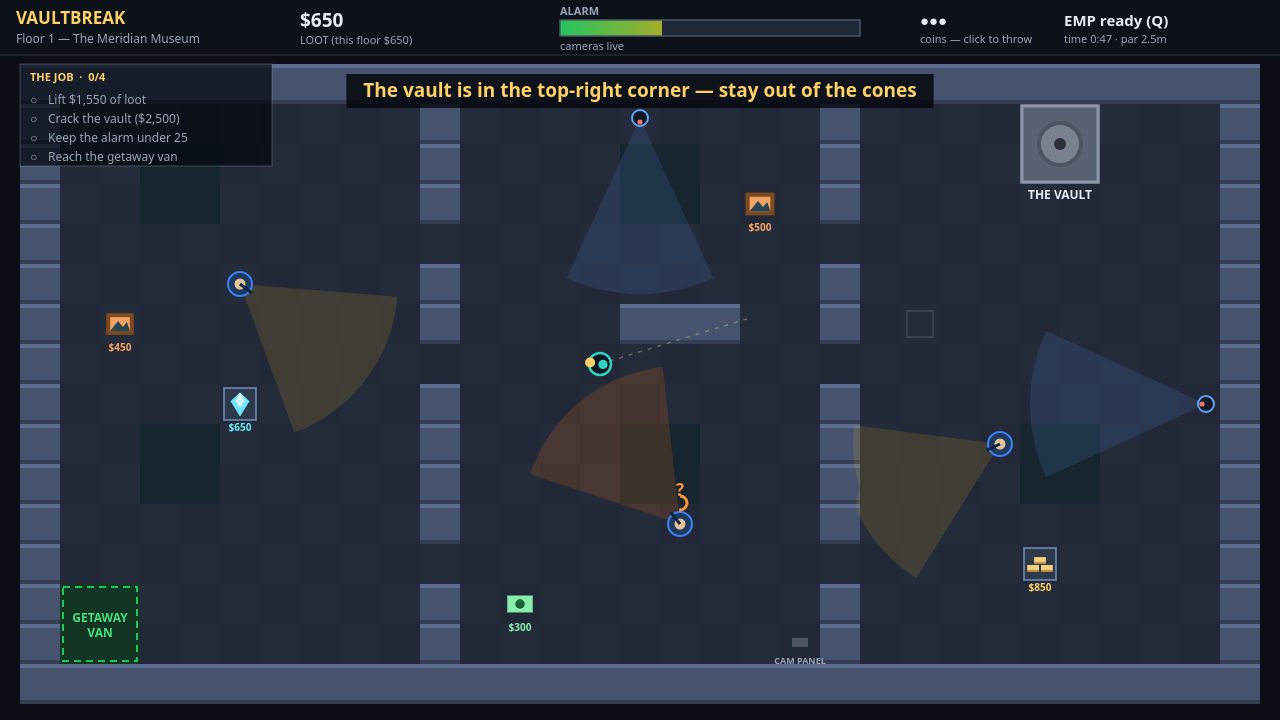 VAULTBREAK
Floor 1 — The Meridian Museum
$650
LOOT (this floor $650)
ALARM
cameras live
coins — click to throw
EMP ready (Q)
time 0:47 · par 2.5m
THE JOB · 0/4
Lift $1,550 of loot
Crack the vault ($2,500)
Keep the alarm under 25
Reach the getaway van
The vault is in the top-right corner — stay out of the cones
THE VAULT
$500
$450
$650
?
$850
GETAWAY
VAN
$300
CAM PANEL